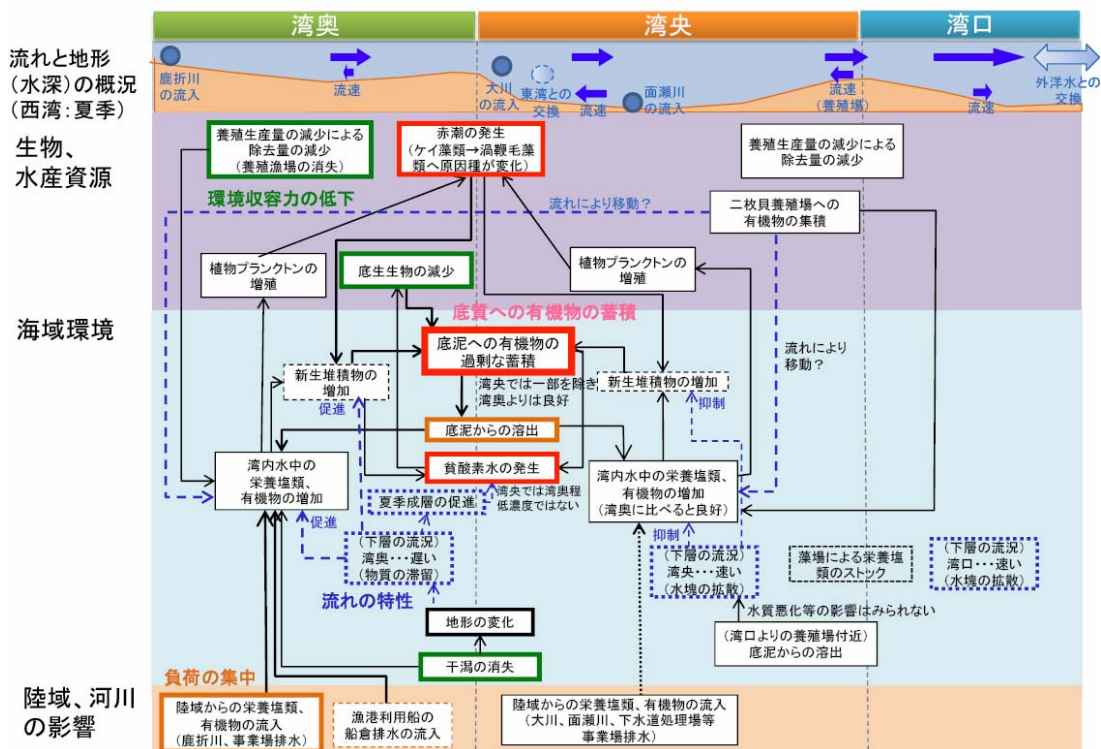 湾奥
湾央
湾口
流れと地形
（水深）の概況
（西湾：夏季）
鹿折川
の流入
流速
大川
の流入
東湾との
交換
流速
面瀬川
の流入
流速
（養殖場）
流速
外洋水との
交換
生物、
水産資源
養殖生産量の減少による
除去量の減少
（養殖漁場の消失）
赤潮の発生
（ケイ藻類→渦鞭毛藻
類へ原因種が変化）
養殖生産量の減少による
除去量の減少
環境収容力の低下
流れにより移動？
二枚貝養殖場への
有機物の集積
植物プランクトンの
増殖
底生生物の減少
植物プランクトンの
増殖
海域環境
底質への有機物の蓄積
底泥への有機物の
過剰な蓄積
流れにより
移動？
新生堆積物の
増加
湾央では一部を除き
湾奥よりは良好
新生堆積物の増加
促進
抑制
底泥からの溶出
湾内水中の
栄養塩類、
有機物の増加
貧酸素水の発生
湾内水中の栄養塩類、
有機物の増加
（湾奥に比べると良好）
夏季成層の促進
湾央では湾奥程
低濃度ではない
促進
抑制
（下層の流況）
湾奥・・・遅い
（物質の滞留）
（下層の流況）
湾央・・・速い
（水塊の拡散）
藻場による栄養塩
類のストック
（下層の流況）
湾口・・・速い
（水塊の拡散）
流れの特性
地形の変化
水質悪化等の影響はみられない
（湾口よりの養殖場付近）
底泥からの溶出
干潟の消失
負荷の集中
陸域、河川
の影響
陸域からの栄養塩類、
有機物の流入
（鹿折川、事業場排水）
漁港利用船の
船倉排水の流入
陸域からの栄養塩類、有機物の流入
（大川、面瀬川、下水道処理場等
事業場排水）